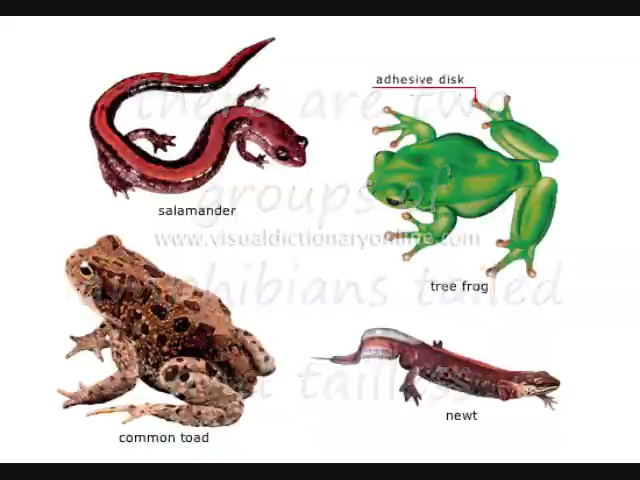 adhesive disk
there are two
salamander
groups of
www.visualdictionaryonline.com
tree frog
amphibians tailed
tailless
newt
common toad